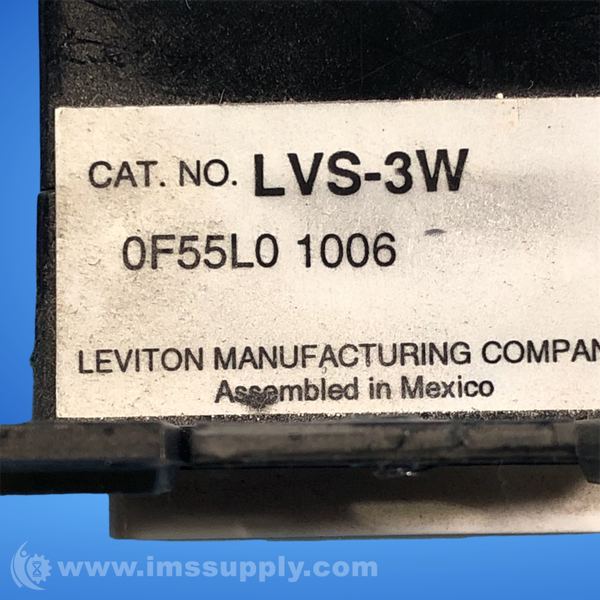 CAT. NO. LVS-3W
0F55L0 1006
LEVITON MANUFACTURING COMPAN
Assembled in Mexico
www.imssupply.com